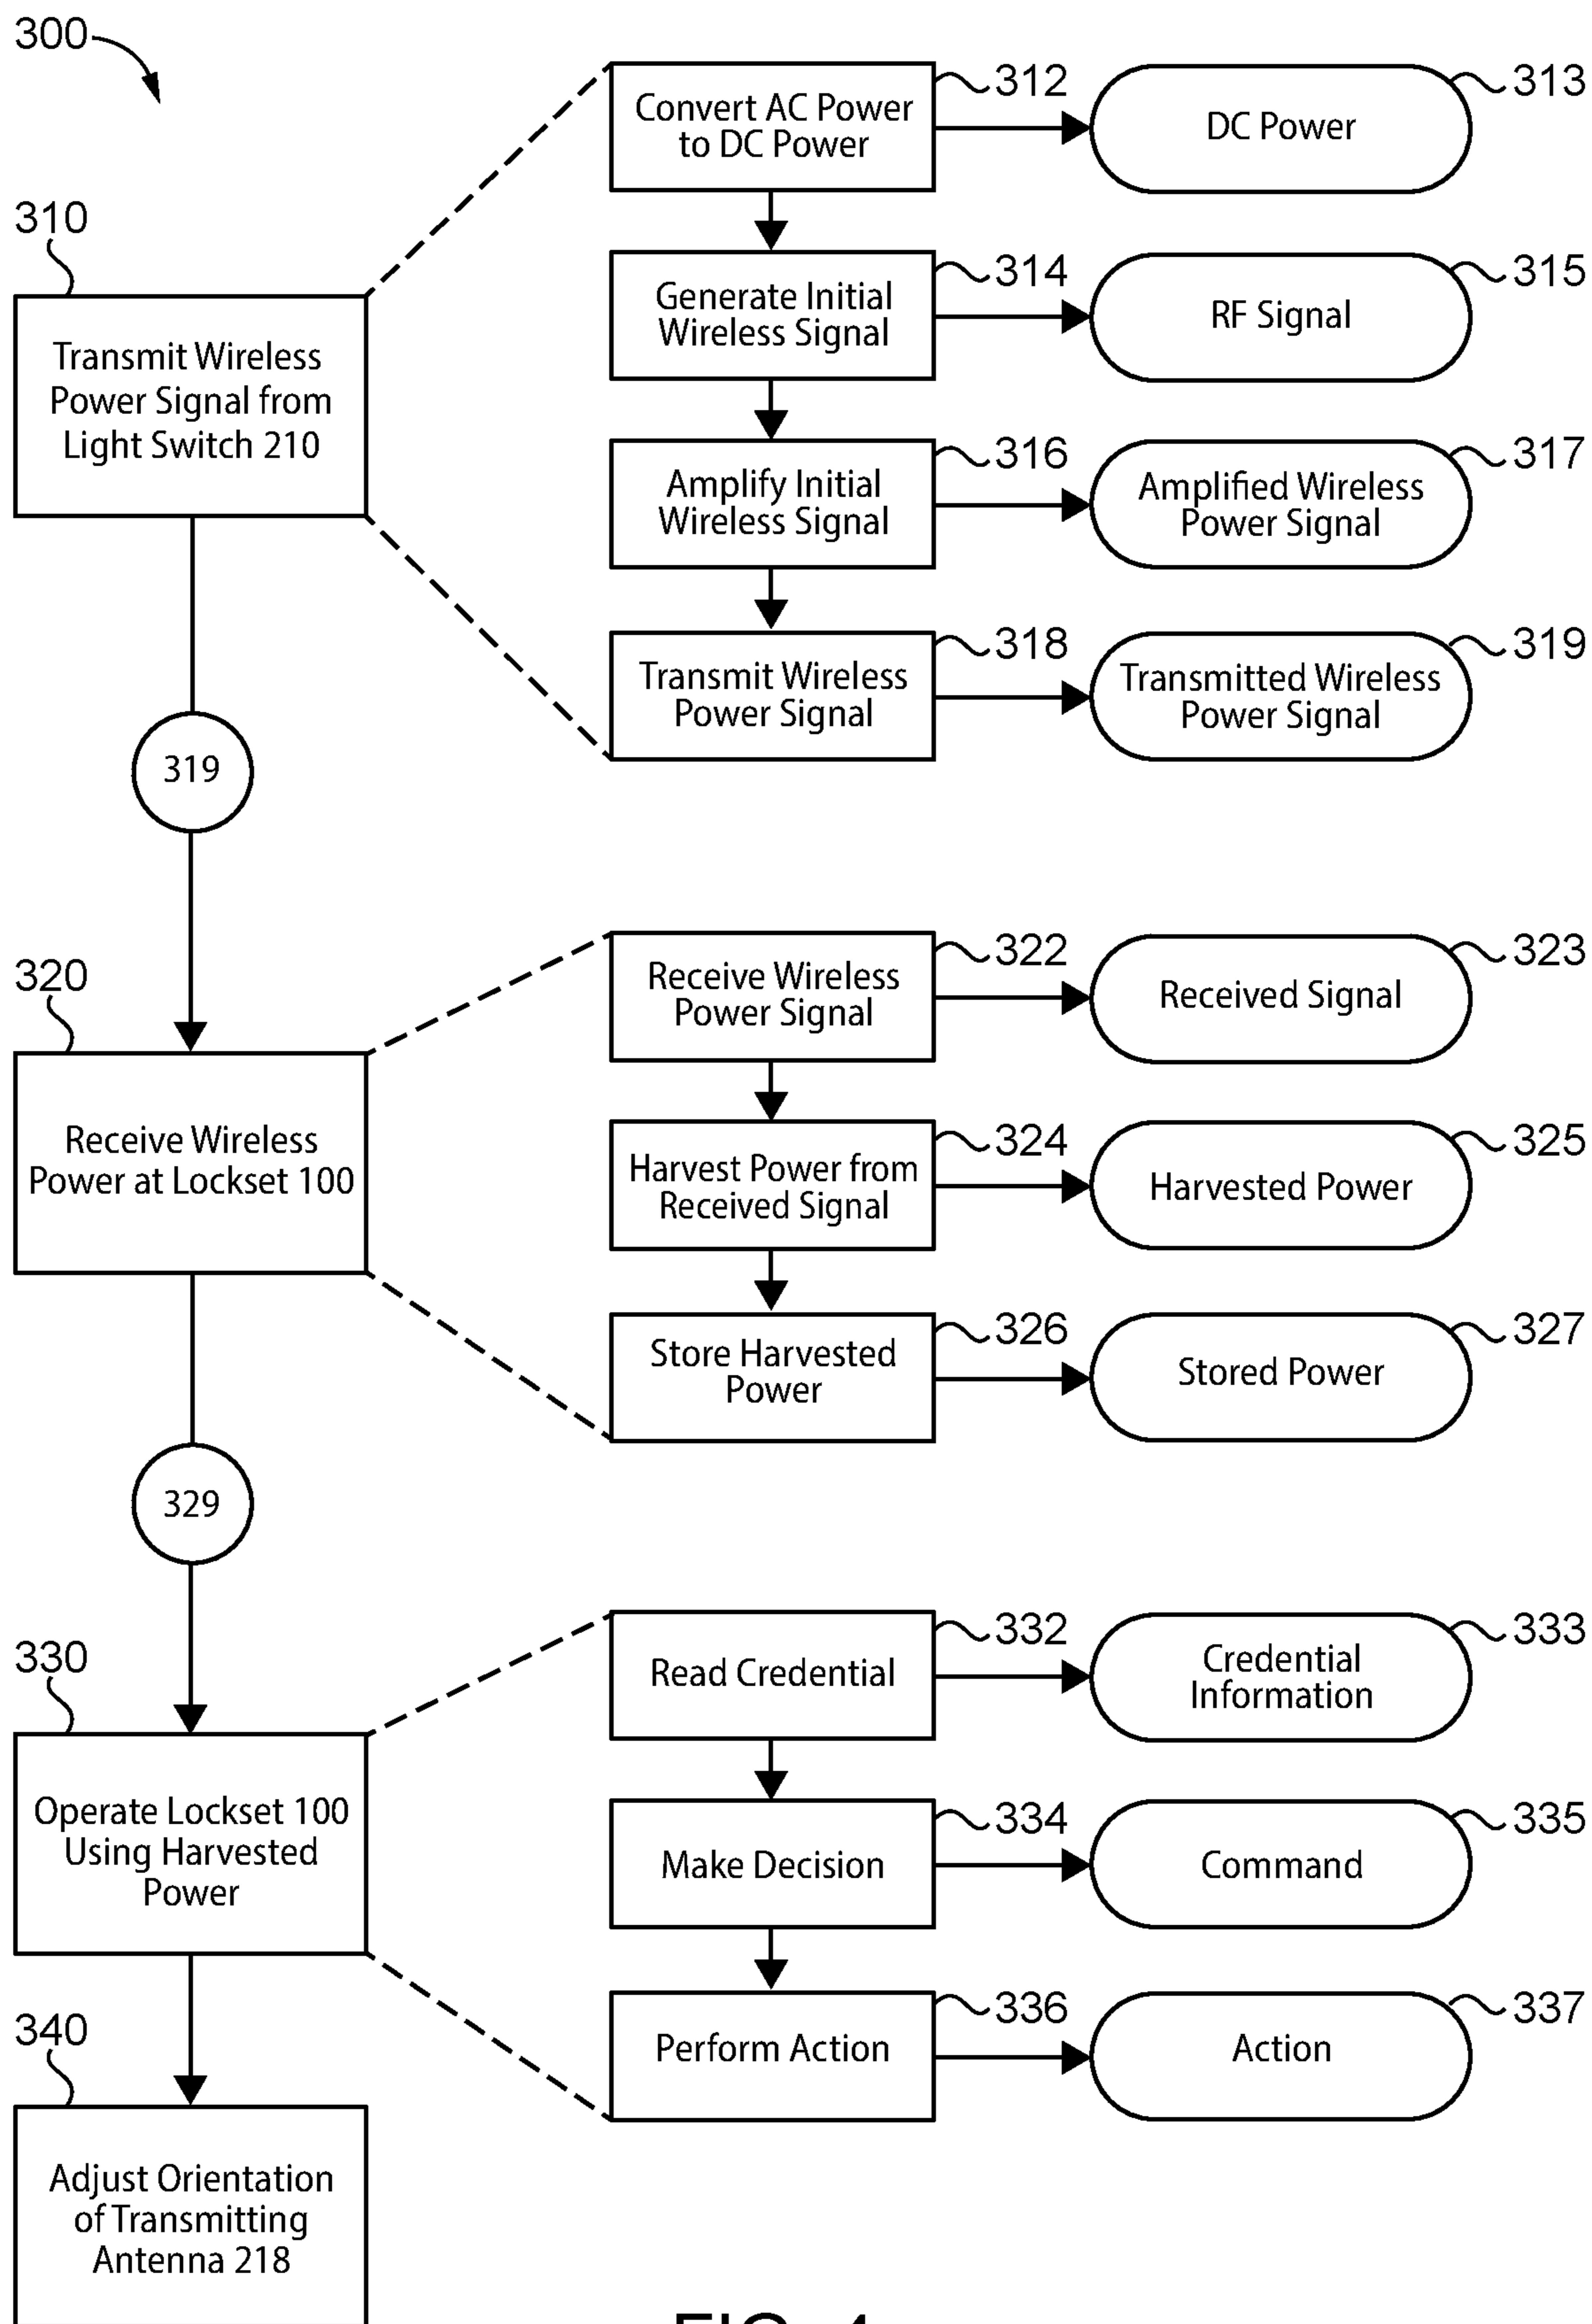 300
310
Transmit Wireless
Power Signal from
Light Switch 210
Convert AC Power
to DC Power
312
DC Power
313
Generate Initial
Wireless Signal
314
RF Signal
315
Amplify Initial
Wireless Signal
316
Amplified Wireless
Power Signal
317
Transmit Wireless
Power Signal
318
Transmitted Wireless
Power Signal
319
319
320
Receive Wireless
Power at Lockset 100
Receive Wireless
Power Signal
322
Received Signal
323
Harvest Power from
Received Signal
324
Harvested Power
325
Store Harvested
Power
326
Stored Power
327
329
330
Operate Lockset 100
Using Harvested
Power
Read Credential
332
Credential
Information
333
Make Decision
334
Command
335
Perform Action
336
Action
337
340
Adjust Orientation
of Transmitting
Antenna 218